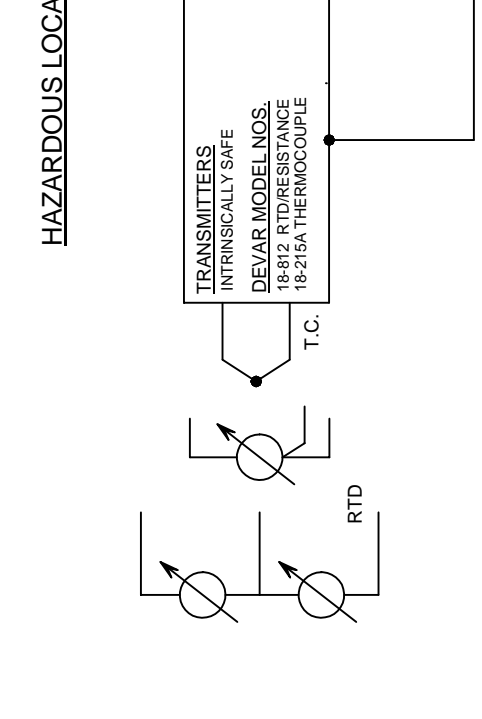 HAZARDOUS LOCA
TRANSMITTERS
INTRINSICALLY SAFE
DEVAR MODEL NOS.
18-812 RTD/RESISTANCE
18-215A THERMOCOUPLE
T.C.
RTD